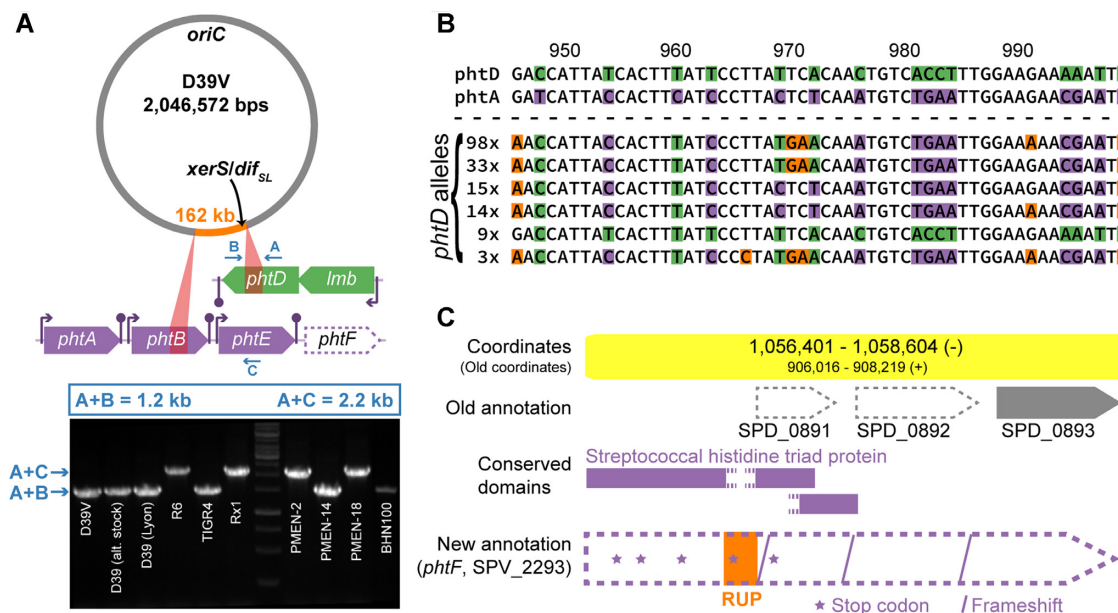 A
oriC
D39V
2,046,572 bps
xerS/difSL
162 kb
B A
phtD lmb
phtA phtB phtE phtF
C
A+B = 1.2 kb A+C = 2.2 kb
A+C→
A+B→
D39V
D39 (alt. stock)
D39 (Lyon)
R6
TIGR4
Rx1
PMEN-2
PMEN-14
PMEN-18
BHN100
B
950 960 970 980 990
phtD GACCATTATCACTTTATTCCTTATTCACAACTGTCACCTTTGGAAGAAAAATT
phtA GATCATTACCACTTCATCCCTTACTCTCAAATGTCTGAATTGGAAGAACGAAT
phtD alleles
98x AACCATTACCACTTTATCCCTTATGAACAAATGTCTGAATTGGAAAAACGAAT
33x AACCATTACCACTTTATCCCTTATGAACAAATGTCTGAATTGGAAGAACGAAT
15x AACCATTACCACTTTATCCCTTACTCTCAAATGTCTGAATTGGAAGAACGAAT
14x AACCATTACCACTTTATCCCTTACTCTCAAATGTCTGAATTGGAAAAACGAAT
9x GACCATTATCACTTTATTCCTTATTCACAACTGTCACCTTTGGAAGAAAAATT
3x AACCATTACCACTTTATCCCCTATGAACAAATGTCTGAATTGGAAAAACGAAT
C
Coordinates
(Old coordinates)
1,056,401 - 1,058,604 (-)
906,016 - 908,219 (+)
Old annotation
SPD_0891 SPD_0892 SPD_0893
Conserved
domains
Streptococcal histidine triad protein
New annotation
(phtF, SPV_2293)
RUP
★ Stop codon / Frameshift